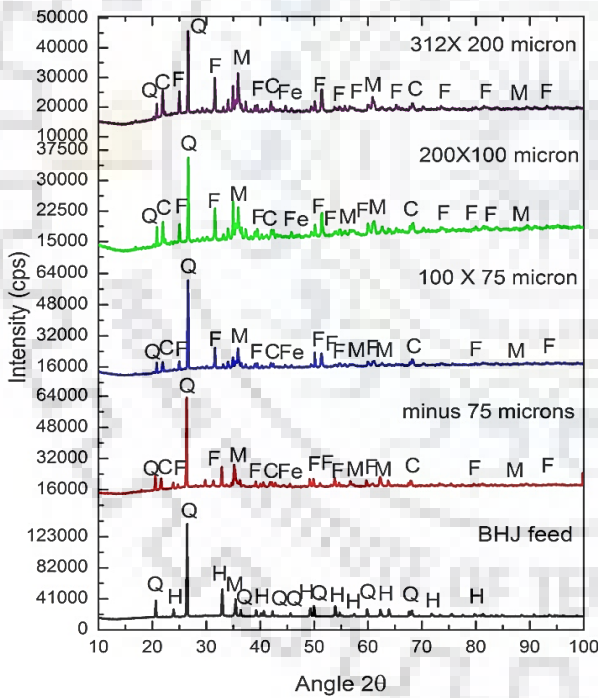 50000
Q
312X 200 micron
40000
F
M
30000
Q C F F C Fe F F F M F C F F M F
20000
10000
37500
Q
200X100 micron
30000
22500
Q C F F M F C F Fe F F M F M C F F F M
15000
64000
Q
100 X 75 micron
48000
32000
Q C F F M F C Fe F F F M F M C F M F
16000
64000
Q
minus 75 microns
48000
32000
Q C F F M F C Fe F F F M F M C F M F
16000
Q
BHJ feed
123000
82000
41000
Q H H M Q H Q Q H Q H H Q H Q H H
0
10 20 30 40 50 60 70 80 90 100
Angle 2θ
Intensity (cps)